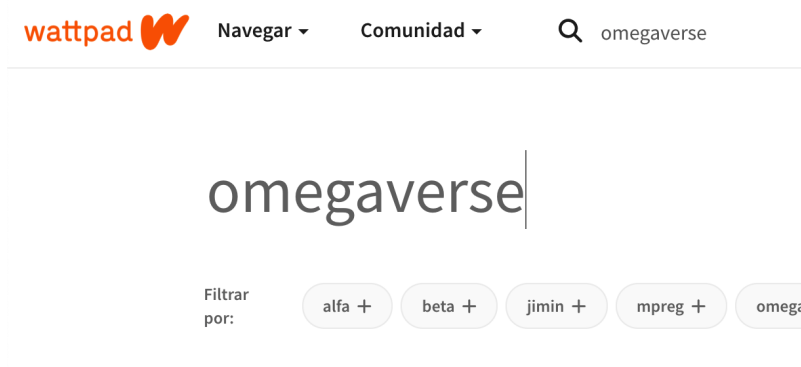 wattpad Navegar Comunidad omegaverse
omegaverse
Filtrar por: alfa + beta + jimin + mpreg +